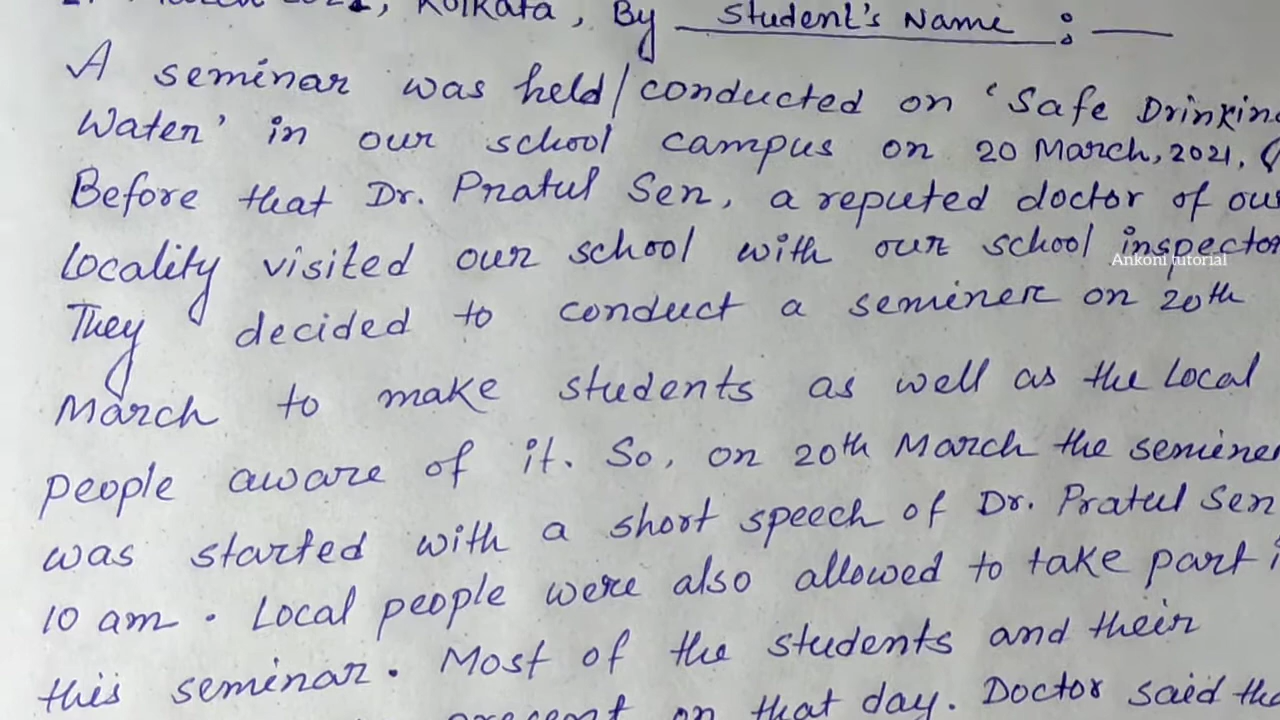 March 2021, Kolkata, By Student's Name :—
A seminar was held/conducted on 'Safe Drinking
Water' in our school campus on 20 March, 2021.
Before that Dr. Pratul Sen, a reputed doctor of our
locality visited our school with our school inspector
Ankoni tutorial
They decided to conduct a seminer on 20th
March to make students as well as the local
people aware of it. So, on 20th March the seminer
was started with a short speech of Dr. Pratul Sen
10 am. Local people were also allowed to take part
this seminar. Most of the students and their
present on that day. Doctor said the